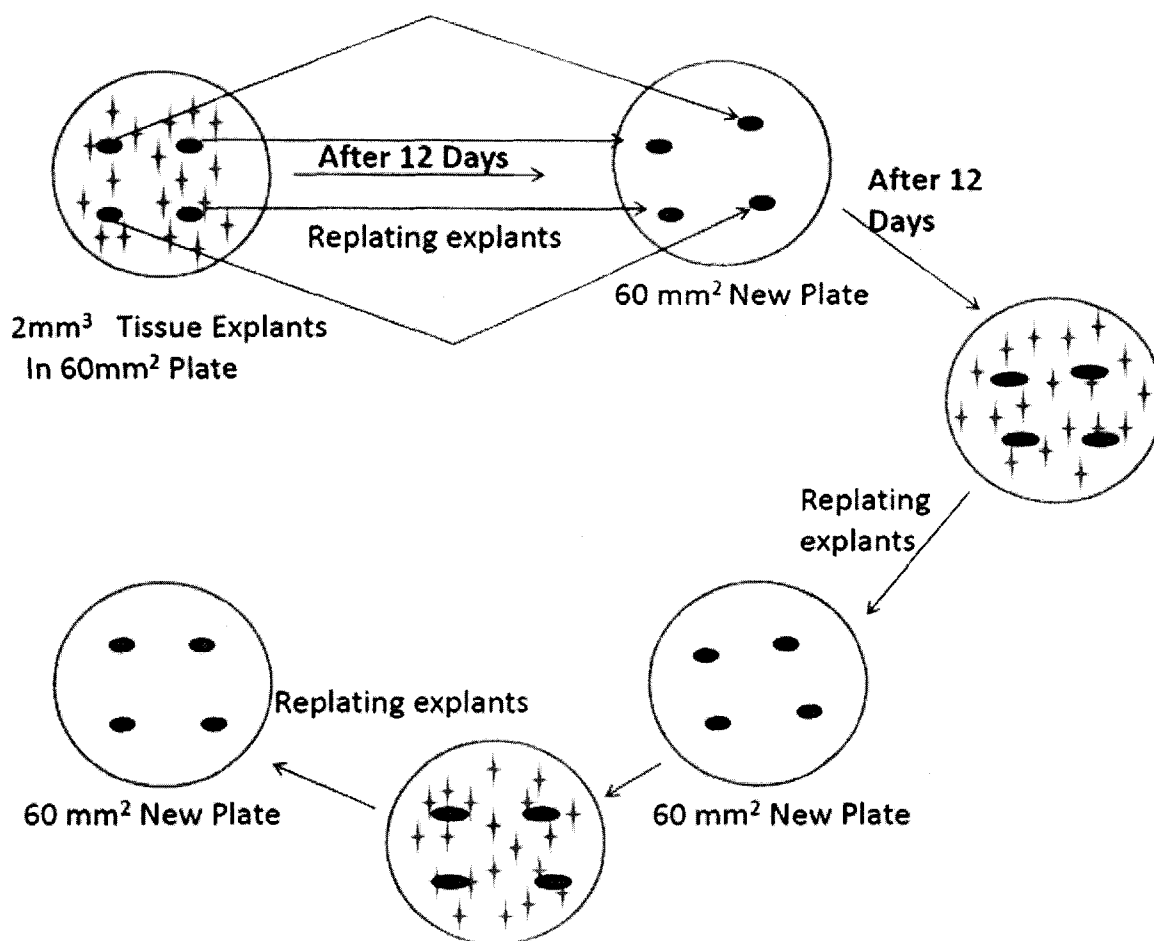 After 12 Days
Replating explants
2mm³ Tissue Explants
In 60mm² Plate
60 mm² New Plate
After 12
Days
Replating
explants
60 mm² New Plate
Replating explants
60 mm² New Plate